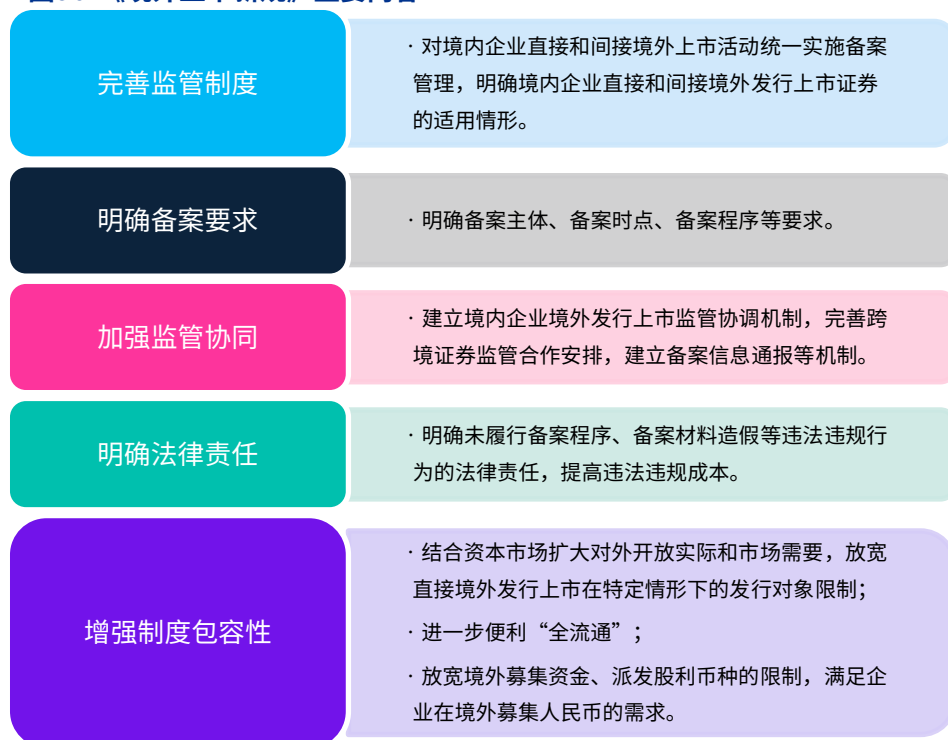 完善监管制度
· 对境内企业直接和间接境外上市活动统一实施备案
管理，明确境内企业直接和间接境外发行上市证券
的适用情形。
明确备案要求
· 明确备案主体、备案时点、备案程序等要求。
加强监管协同
· 建立境内企业境外发行上市监管协调机制，完善跨
境证券监管合作安排，建立备案信息通报等机制。
明确法律责任
· 明确未履行备案程序、备案材料造假等违法违规行
为的法律责任，提高违法违规成本。
增强制度包容性
· 结合资本市场扩大对外开放实际和市场需要，放宽
直接境外发行上市在特定情形下的发行对象限制；
· 进一步便利“全流通”；
· 放宽境外募集资金、派发股利币种的限制，满足企
业在境外募集人民币的需求。